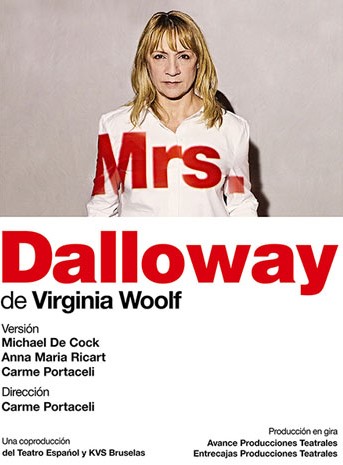 Mrs.
Dalloway
de Virginia Woolf
Versión
Michael De Cock
Anna Maria Ricart
Carme Portaceli
Dirección
Carme Portaceli
Una coproducción
del Teatro Español y KVS Bruselas
Producción en gira
Avance Producciones Teatrales
Entrecajas Producciones Teatrales